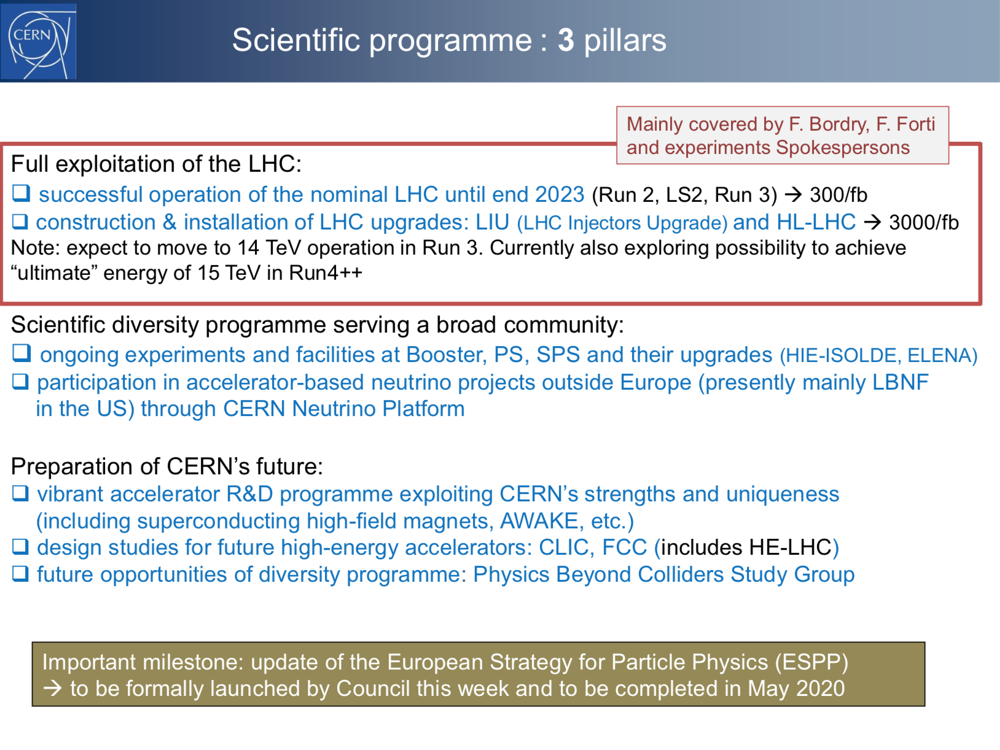 CERN
Scientific programme : 3 pillars
Mainly covered by F. Bordry, F. Forti
and experiments Spokespersons
Full exploitation of the LHC:
❑ successful operation of the nominal LHC until end 2023 (Run 2, LS2, Run 3) → 300/fb
❑ construction & installation of LHC upgrades: LIU (LHC Injectors Upgrade) and HL-LHC → 3000/fb
Note: expect to move to 14 TeV operation in Run 3. Currently also exploring possibility to achieve
“ultimate” energy of 15 TeV in Run4++
Scientific diversity programme serving a broad community:
❑ ongoing experiments and facilities at Booster, PS, SPS and their upgrades (HIE-ISOLDE, ELENA)
❑ participation in accelerator-based neutrino projects outside Europe (presently mainly LBNF
in the US) through CERN Neutrino Platform
Preparation of CERN’s future:
❑ vibrant accelerator R&D programme exploiting CERN’s strengths and uniqueness
(including superconducting high-field magnets, AWAKE, etc.)
❑ design studies for future high-energy accelerators: CLIC, FCC (includes HE-LHC)
❑ future opportunities of diversity programme: Physics Beyond Colliders Study Group
Important milestone: update of the European Strategy for Particle Physics (ESPP)
→ to be formally launched by Council this week and to be completed in May 2020